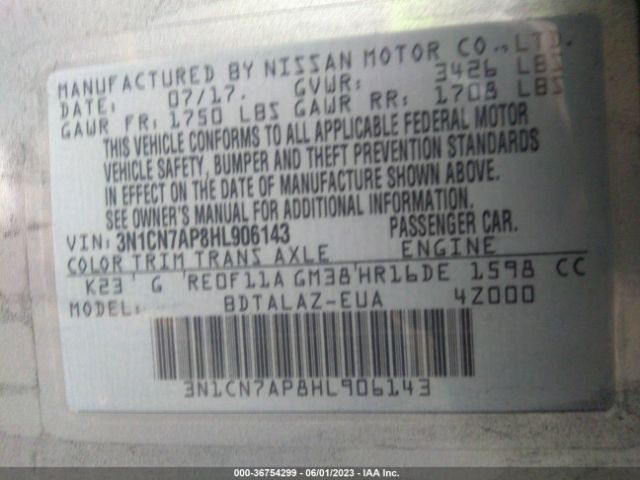 MANUFACTURED BY NISSAN MOTOR CO., LTD.
DATE: 07/17. GVWR: 3426 LBS
GAWR FR: 1750 LBS GAWR RR: 1708 LBS
THIS VEHICLE CONFORMS TO ALL APPLICABLE FEDERAL MOTOR
VEHICLE SAFETY, BUMPER AND THEFT PREVENTION STANDARDS
IN EFFECT ON THE DATE OF MANUFACTURE SHOWN ABOVE.
SEE OWNER'S MANUAL FOR ADDITIONAL INFORMATION.
VIN: 3N1CN7AP8HL906143 PASSENGER CAR.
COLOR TRIM TRANS AXLE ENGINE
K23 G RE0F11A GM38 HR16DE 1598 CC
MODEL: BDTALAZ-EUA 4Z000
3N1CN7AP8HL906143
000-36754299 - 06/01/2023 - IAA Inc.